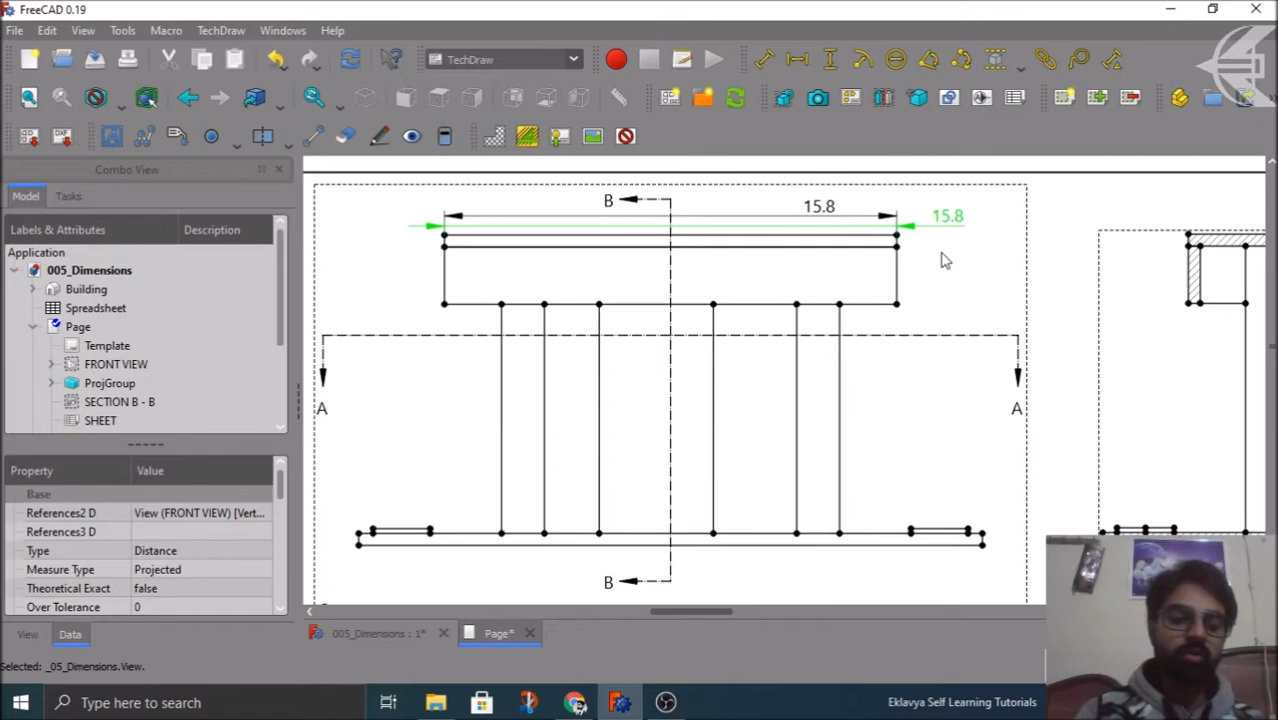 FreeCAD 0.19
File Edit View Tools Macro TechDraw Windows Help
TechDraw
Combo View
Model Tasks
Labels & Attributes Description
Application
005_Dimensions
Building
Spreadsheet
Page
Template
FRONT VIEW
ProjGroup
SECTION B - B
SHEET
Property Value
Base
References2 D View (FRONT VIEW) [Vert...
References3 D
Type Distance
Measure Type Projected
Theoretical Exact false
Over Tolerance 0
View Data
B
15.8
15.8
A A
B
005_Dimensions : 1*
Page*
Selected: _05_Dimensions.View.
Type here to search
Eklavya Self Learning Tutorials